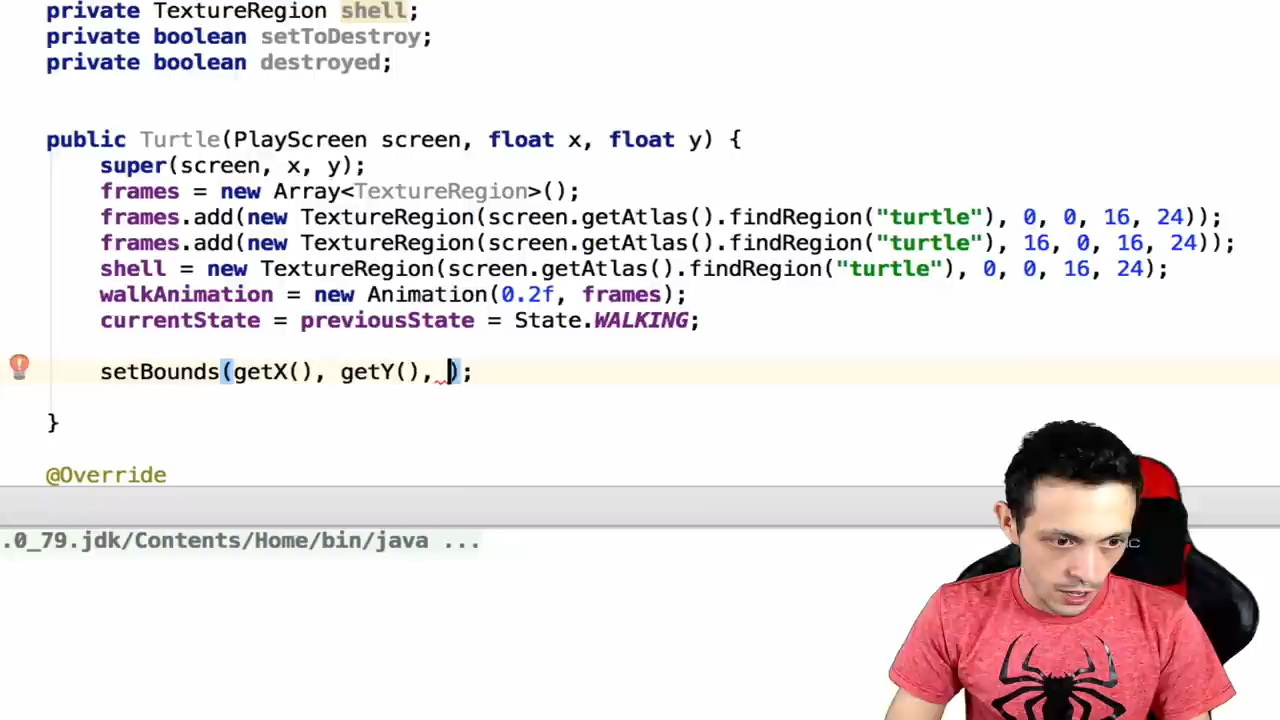 private TextureRegion shell;
private boolean setToDestroy;
private boolean destroyed;
public Turtle(PlayScreen screen, float x, float y) {
super(screen, x, y);
frames = new Array<TextureRegion>();
frames.add(new TextureRegion(screen.getAtlas().findRegion("turtle"), 0, 0, 16, 24));
frames.add(new TextureRegion(screen.getAtlas().findRegion("turtle"), 16, 0, 16, 24));
shell = new TextureRegion(screen.getAtlas().findRegion("turtle"), 0, 0, 16, 24);
walkAnimation = new Animation(0.2f, frames);
currentState = previousState = State.WALKING;
setBounds(getX(), getY(), );
}
@Override
.0_79.jdk/Contents/Home/bin/java ...